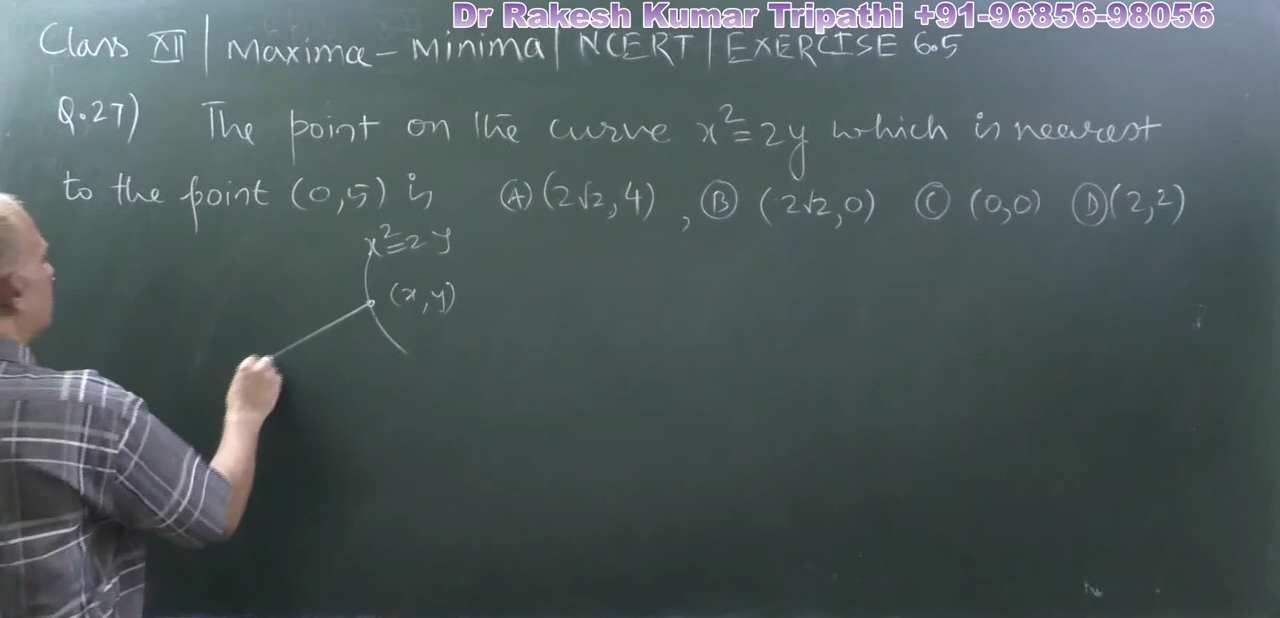 Dr Rakesh Kumar Tripathi +91-96856-98056
Class XII | Maxima - Minima | NCERT | EXERCISE 6.5
Q.27) The point on the curve x²=2y which is nearest
to the point (0,5) is Ⓐ (2√2,4) , Ⓑ (2√2,0) Ⓒ (0,0) Ⓓ (2,2)
x²=2y
(x,y)